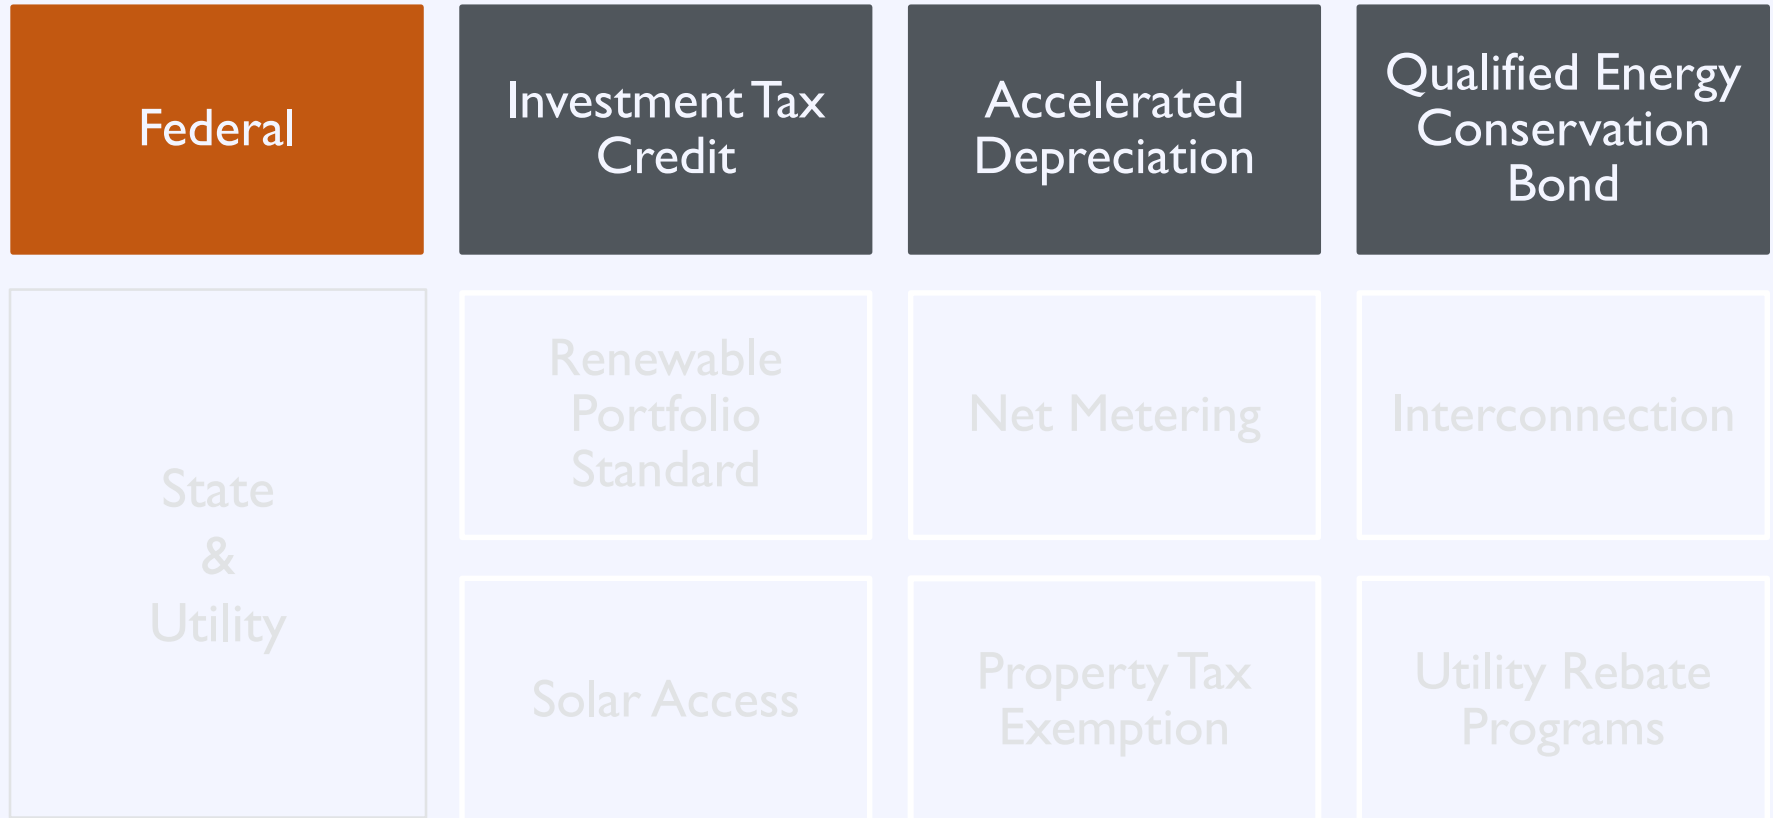 Federal
Investment Tax
Credit
Accelerated
Depreciation
Qualified Energy
Conservation
Bond
State
&
Utility
Renewable
Portfolio
Standard
Net Metering
Interconnection
Solar Access
Property Tax
Exemption
Utility Rebate
Programs